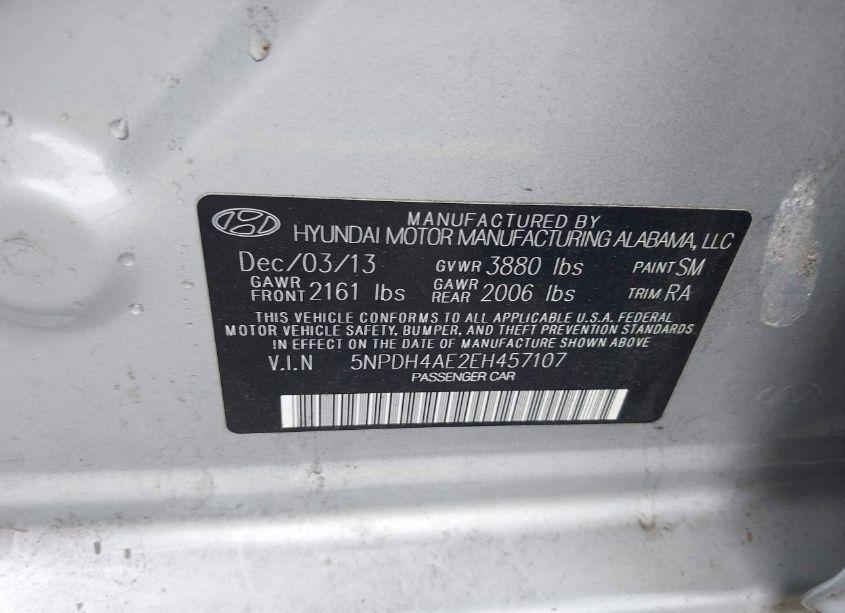 MANUFACTURED BY
HYUNDAI MOTOR MANUFACTURING ALABAMA, LLC
Dec/03/13 GVWR 3880 lbs PAINT SM
GAWR FRONT 2161 lbs GAWR REAR 2006 lbs TRIM RA
THIS VEHICLE CONFORMS TO ALL APPLICABLE U.S.A. FEDERAL
MOTOR VEHICLE SAFETY, BUMPER, AND THEFT PREVENTION STANDARDS
IN EFFECT ON THE DATE OF MANUFACTURE SHOWN ABOVE
V.I.N 5NPDH4AE2EH457107
PASSENGER CAR